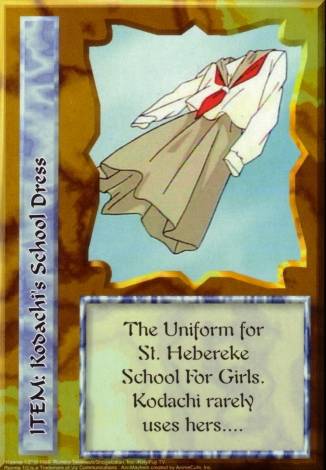 ITEM: Kodachi's School Dress
The Uniform for
St. Hebereke
School For Girls.
Kodachi rarely
uses hers....